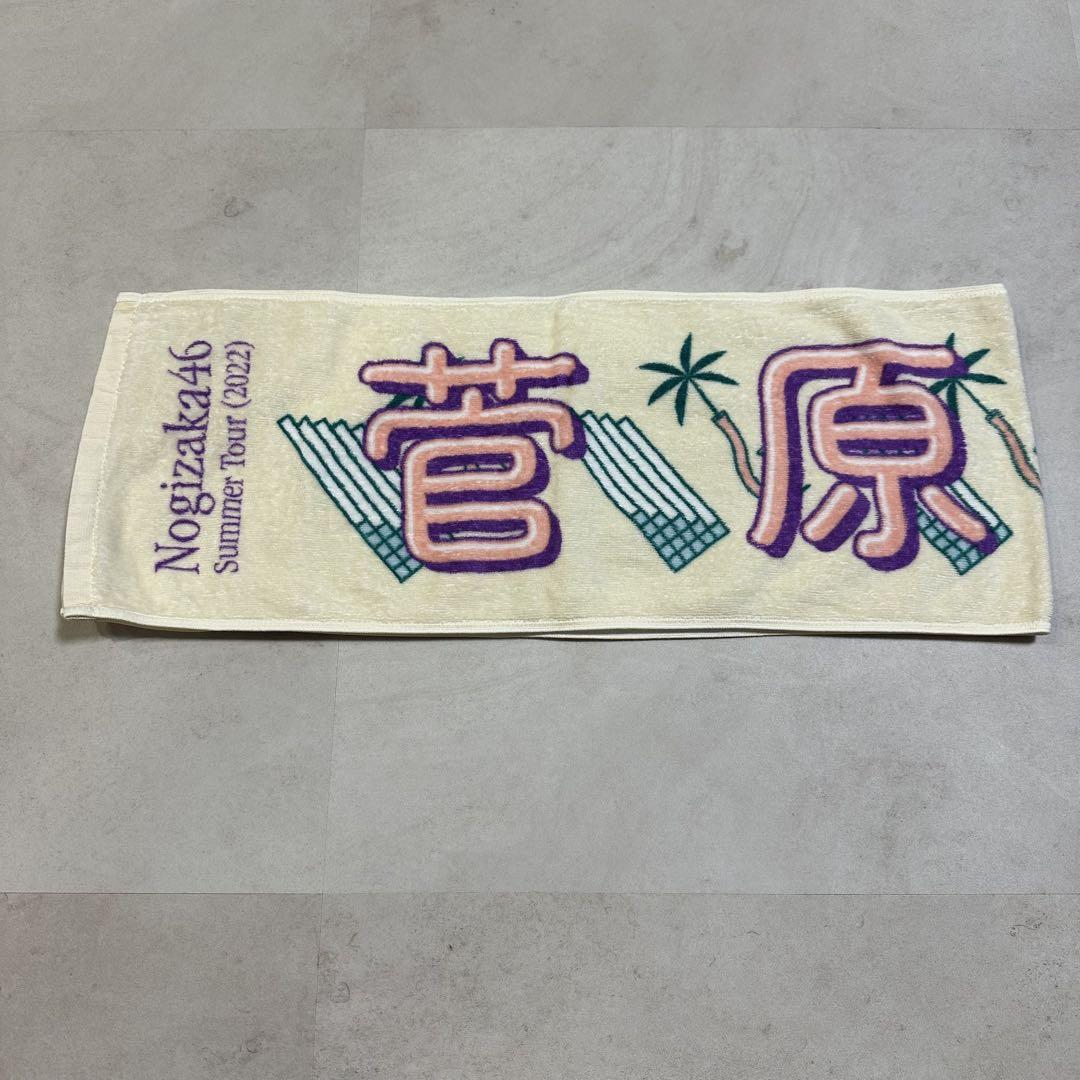 Nogizaka46
Summer Tour (2022)
菅原